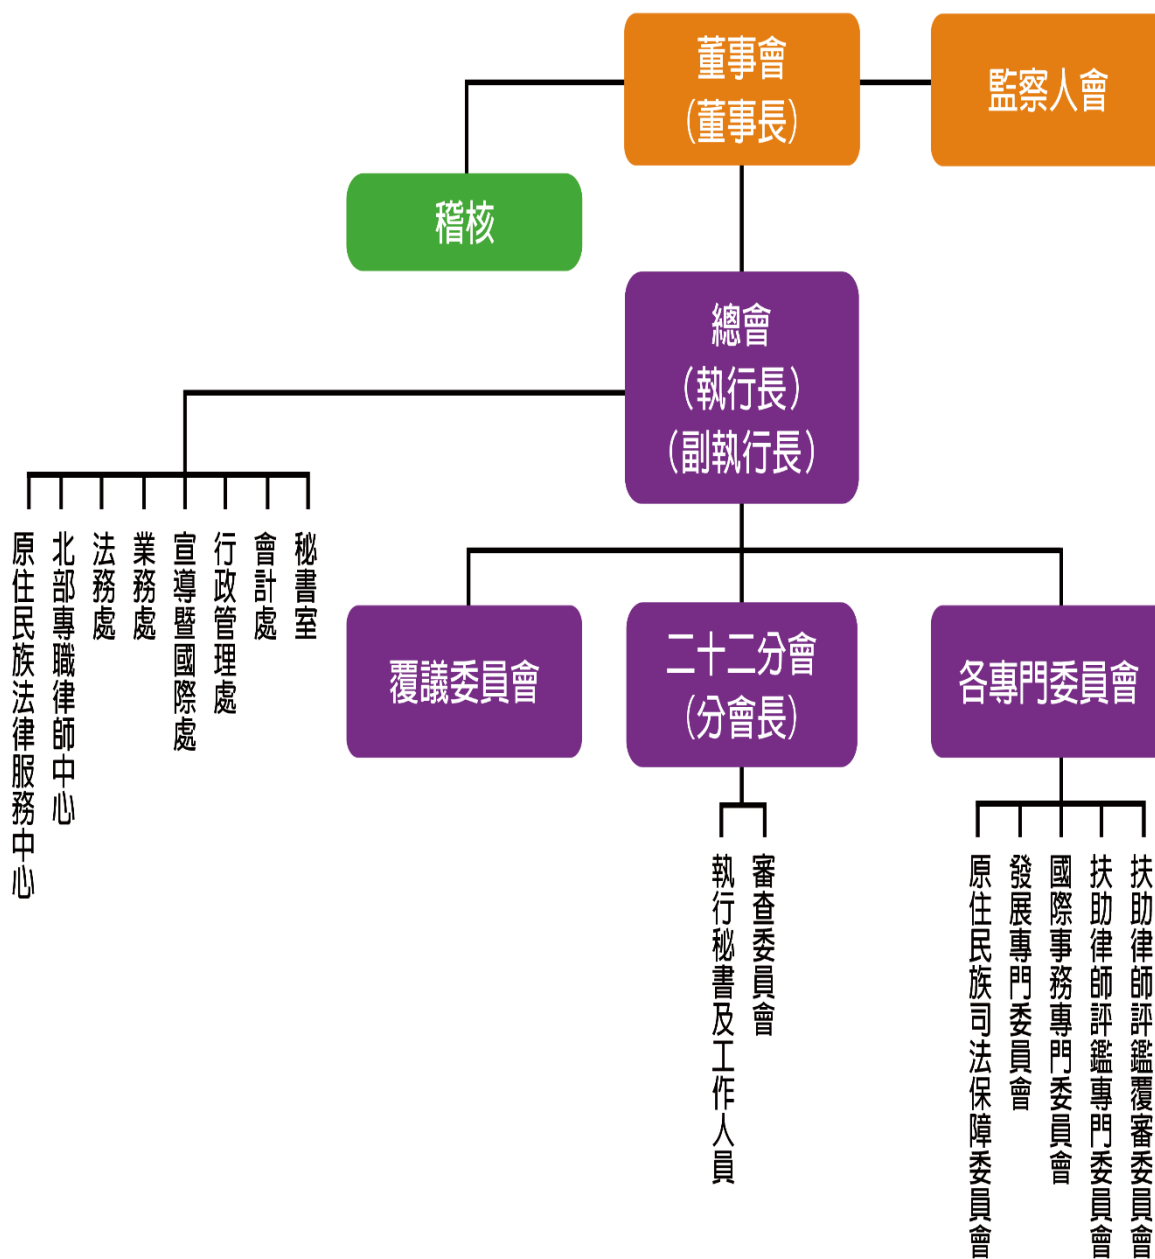 董事會
(董事長)
監察人會
稽核
總會
(執行長)
(副執行長)
原住民族法律服務中心
北部專職律師中心
法務處
業務處
宣導暨國際處
行政管理處
會計處
秘書室
覆議委員會
二十二分會
(分會長)
各專門委員會
執行秘書及工作人員
審查委員會
原住民族司法保障委員會
發展專門委員會
國際事務專門委員會
扶助律師評鑑專門委員會
扶助律師評鑑覆審委員會